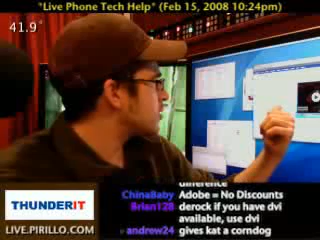 *Live Phone Tech Help* (Feb 15, 2008 10:24pm)
41.9°
difference
ChinaBaby Adobe = No Discounts
Brian128 derock if you have dvi
available, use dvi
andrew24 gives kat a corndog
THUNDERIT
LIVE.PIRILLO.COM